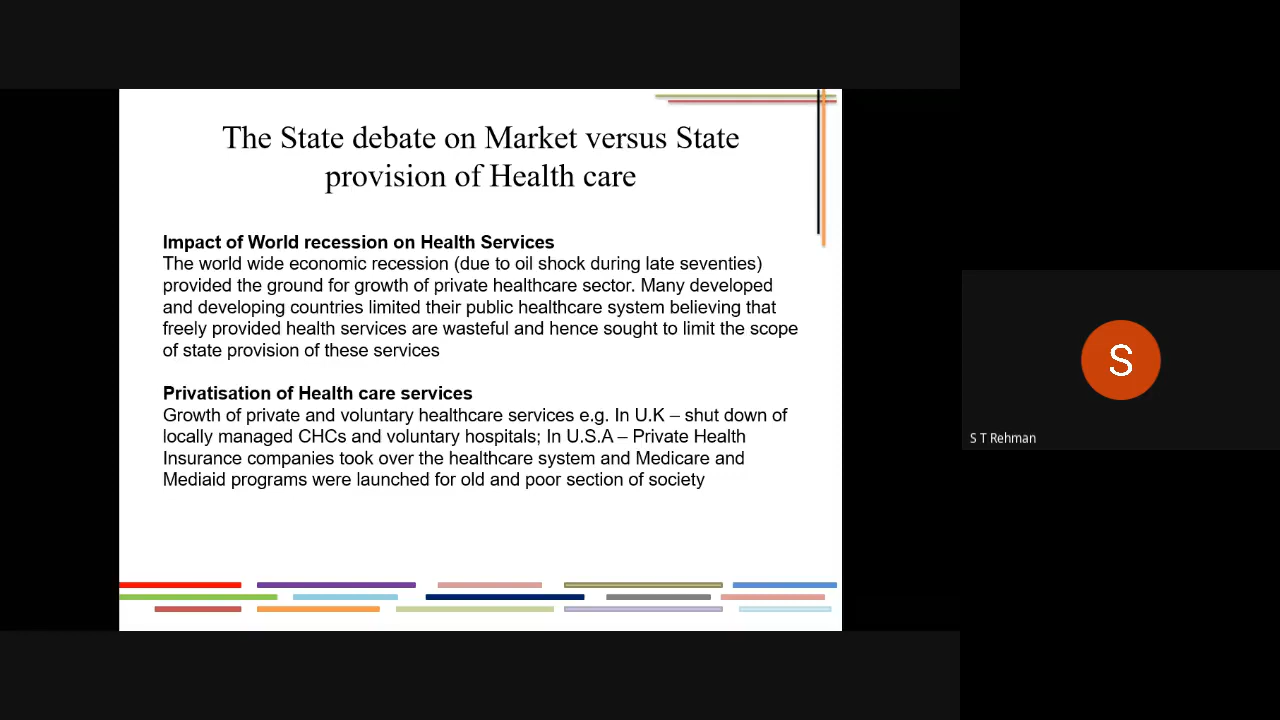 The State debate on Market versus State
provision of Health care
Impact of World recession on Health Services
The world wide economic recession (due to oil shock during late seventies)
provided the ground for growth of private healthcare sector. Many developed
and developing countries limited their public healthcare system believing that
freely provided health services are wasteful and hence sought to limit the scope
of state provision of these services
Privatisation of Health care services
Growth of private and voluntary healthcare services e.g. In U.K – shut down of
locally managed CHCs and voluntary hospitals; In U.S.A – Private Health
Insurance companies took over the healthcare system and Medicare and
Mediaid programs were launched for old and poor section of society
S
S T Rehman